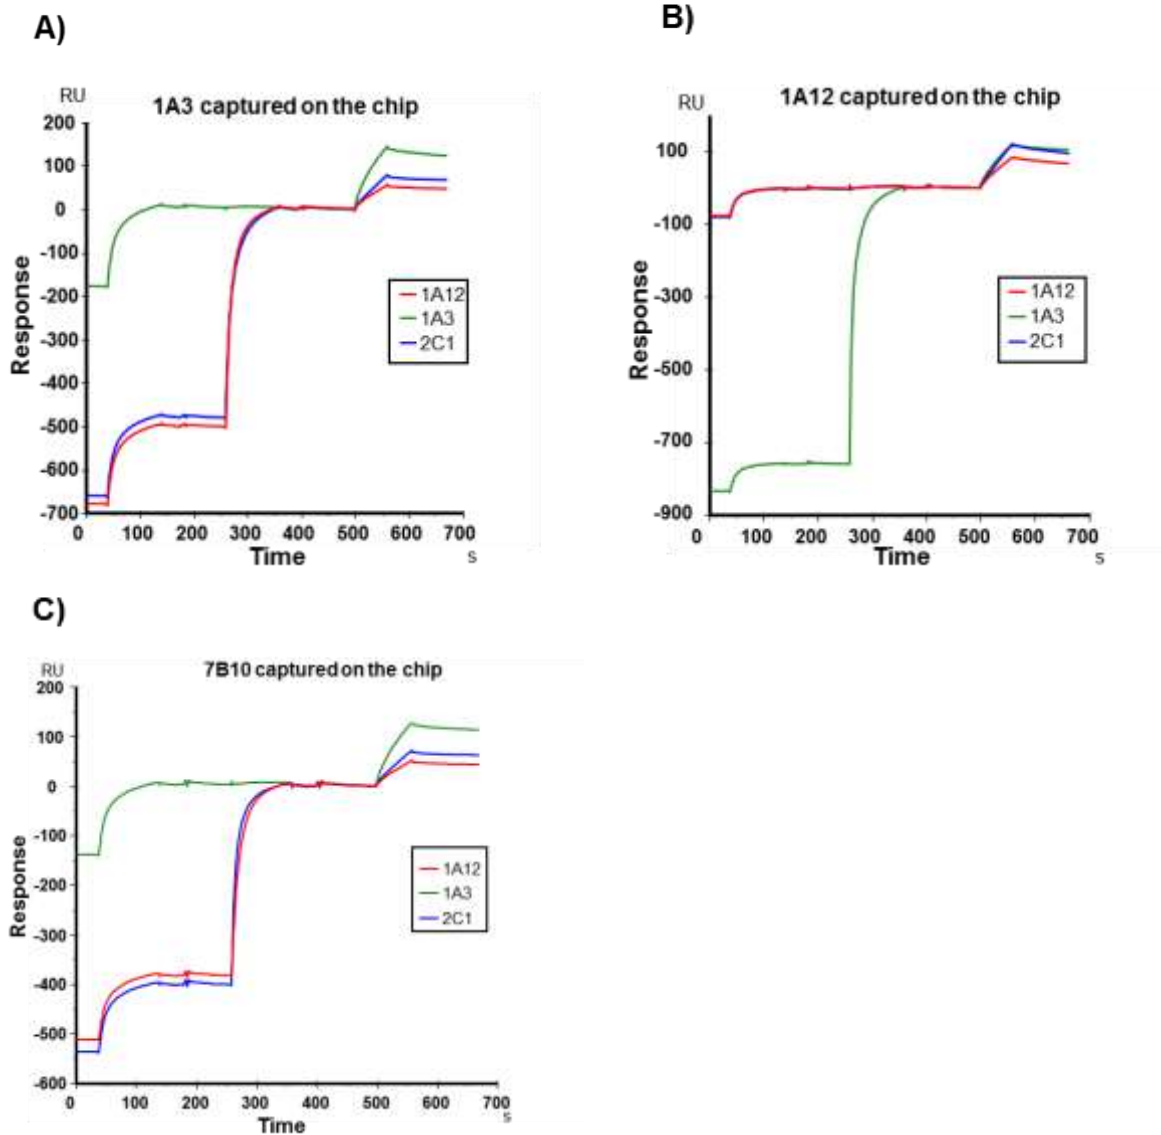 A)
RU
1A3 captured on the chip
200
100
0
-100
-200
-300
-400
-500
-600
-700
Response
1A12
1A3
2C1
0 100 200 300 400 500 600 700
Time
s
B)
RU
1A12 captured on the chip
100
-100
-300
-500
-700
-900
Response
1A12
1A3
2C1
0 100 200 300 400 500 600 700
Time
s
C)
RU
7B10 captured on the chip
200
100
0
-100
-200
-300
-400
-500
-600
Response
1A12
1A3
2C1
0 100 200 300 400 500 600 700
Time
s